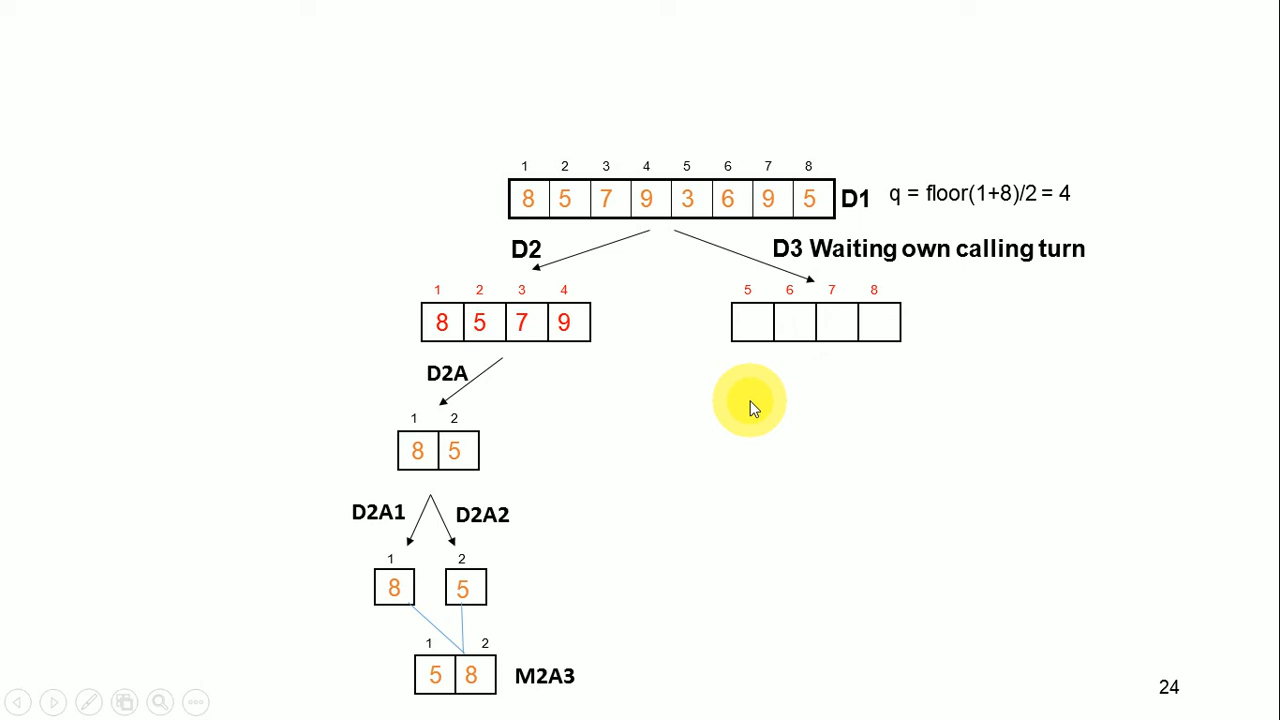 1 2 3 4 5 6 7 8
8 5 7 9 3 6 9 5 D1 q = floor(1+8)/2 = 4
D2 D3 Waiting own calling turn
1 2 3 4 5 6 7 8
8 5 7 9
D2A
1 2
8 5
D2A1 D2A2
1 2
8 5
1 2
5 8 M2A3
24